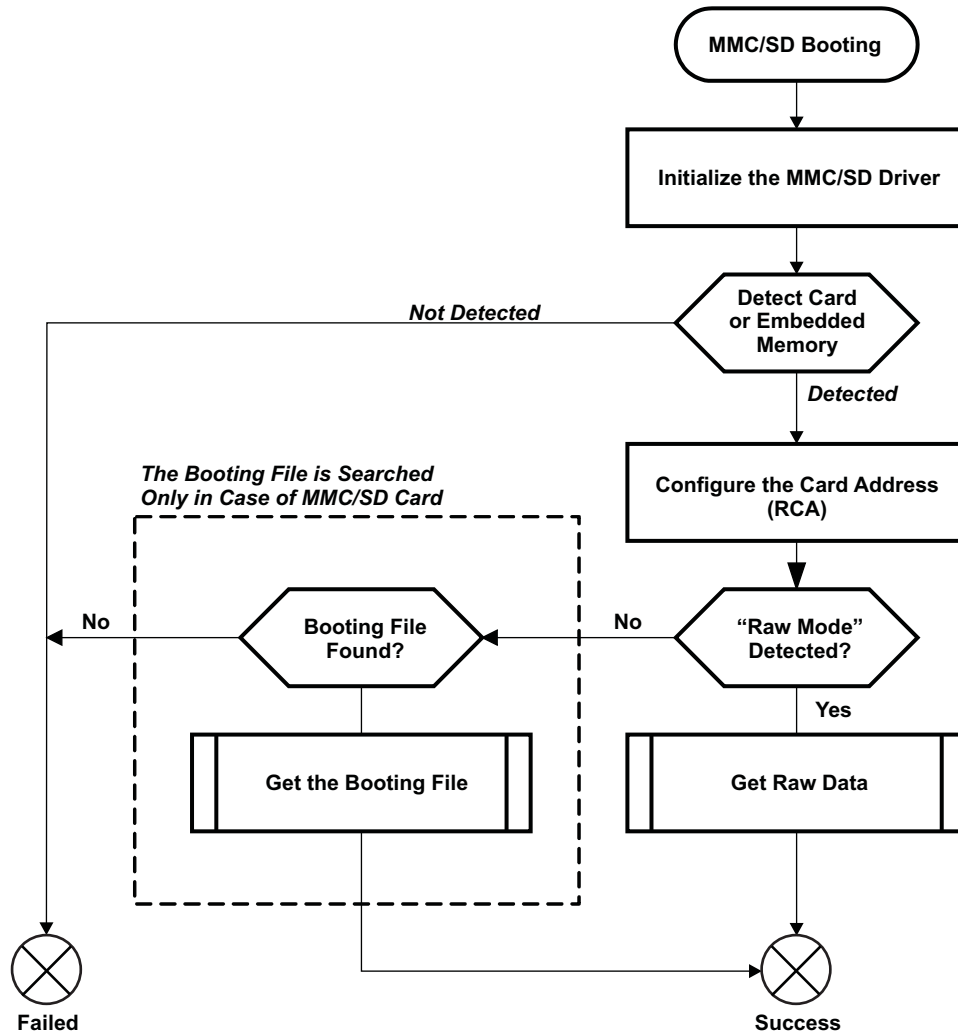 MMC/SD Booting
Initialize the MMC/SD Driver
Detect Card
or Embedded
Memory
Not Detected
Detected
The Booting File is Searched
Only in Case of MMC/SD Card
Configure the Card Address
(RCA)
No
Booting File
Found?
No
“Raw Mode”
Detected?
Yes
Get the Booting File
Get Raw Data
Failed
Success